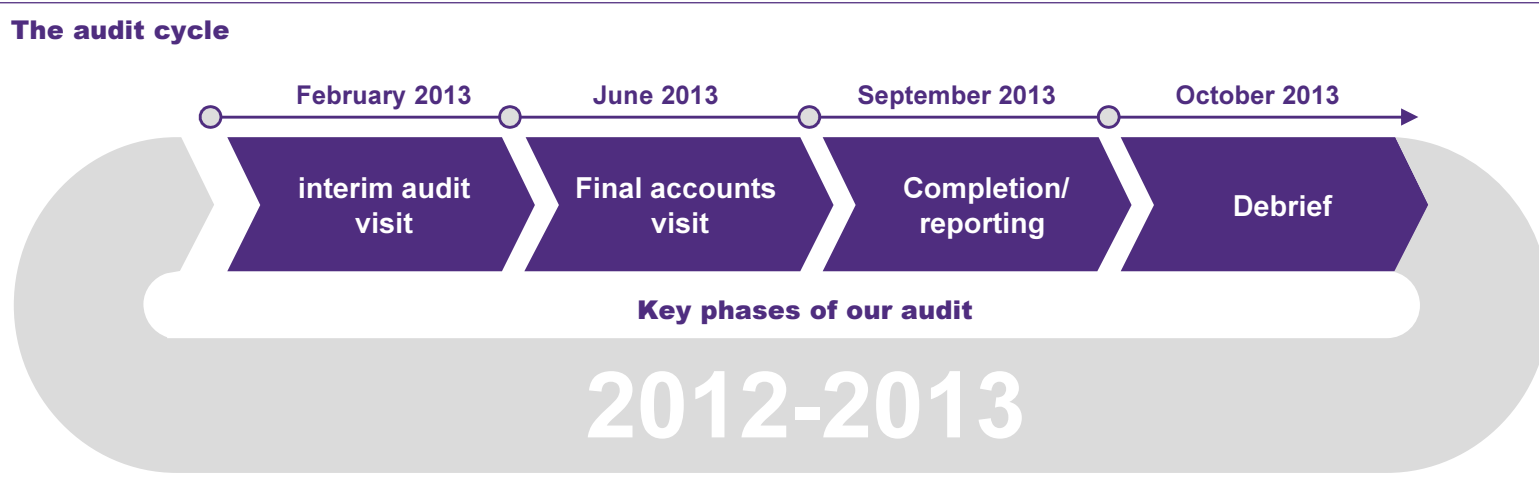 The audit cycle
February 2013 June 2013 September 2013 October 2013
interim audit
visit
Final accounts
visit
Completion/
reporting
Debrief
Key phases of our audit
2012-2013